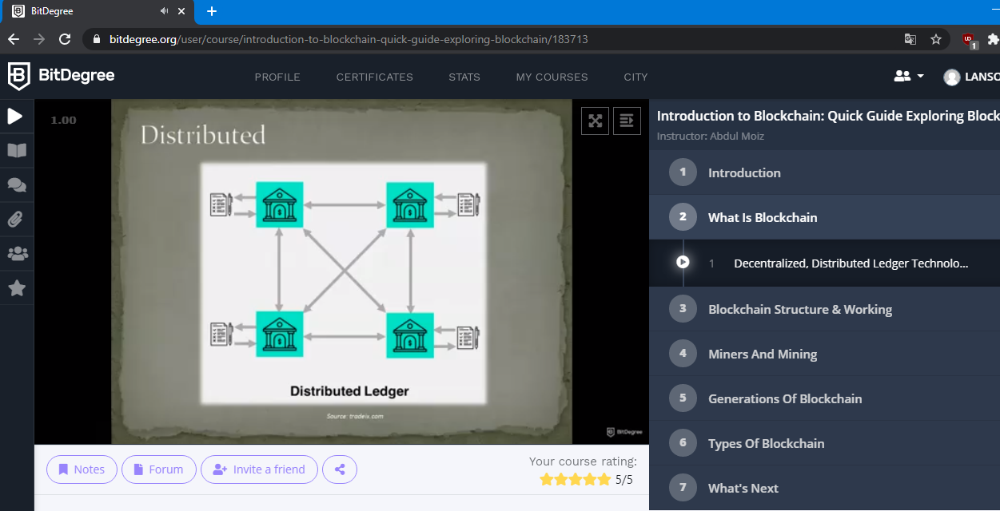 BitDegree
bitdegree.org/user/course/introduction-to-blockchain-quick-guide-exploring-blockchain/183713
1
BitDegree
PROFILE
CERTIFICATES
STATS
MY COURSES
CITY
LANSO
1.00
Distributed
Distributed Ledger
Source: tradeix.com
BitDegree
Notes
Forum
Invite a friend
Your course rating:
5/5
Introduction to Blockchain: Quick Guide Exploring Block
Instructor: Abdul Moiz
1 Introduction
2 What Is Blockchain
1 Decentralized, Distributed Ledger Technolo...
3 Blockchain Structure & Working
4 Miners And Mining
5 Generations Of Blockchain
6 Types Of Blockchain
7 What's Next